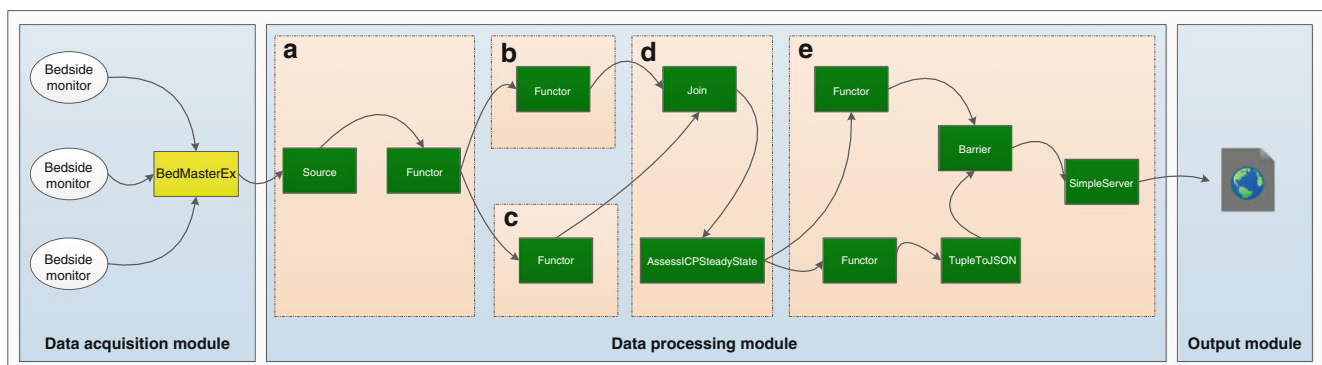 Bedside
monitor
Bedside
monitor
Bedside
monitor
BedMasterEx
Data acquisition module
a
Source
Functor
b
Functor
c
Functor
d
Join
AssessICPSteadyState
e
Functor
Barrier
SimpleServer
Functor
TupleToJSON
Data processing module
Output module